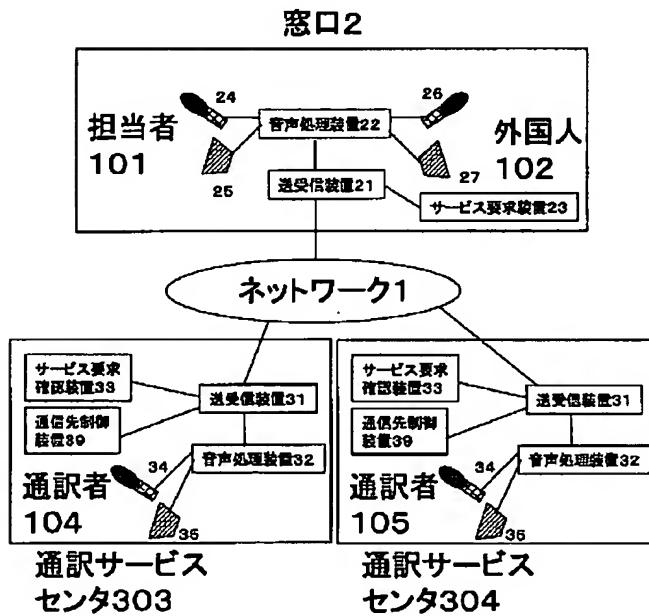 窓口2
24
26
担当者
101
音声処理装置22
外国人
102
25
27
送受信装置21
サービス要求装置23
ネットワーク1
サービス要求
確認装置33
送受信装置31
通信先制御
装置39
音声処理装置32
34
通訳者
104
35
通訳サービス
センタ303
サービス要求
確認装置33
送受信装置31
通信先制御
装置39
音声処理装置32
34
通訳者
105
35
通訳サービス
センタ304